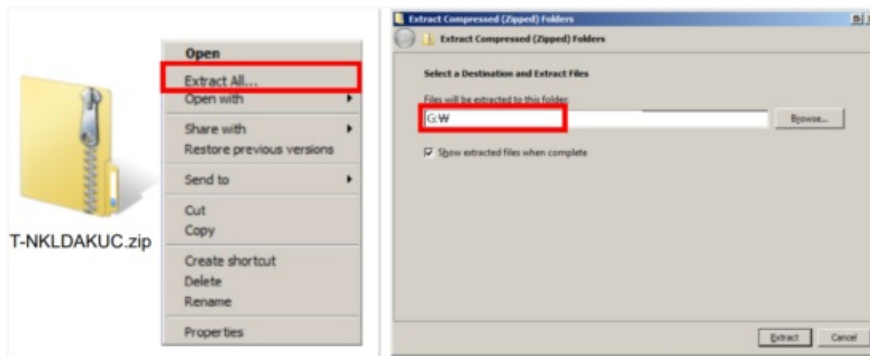 T-NKLDAKUC.zip
Open
Extract All...
Open with
Share with
Restore previous versions
Send to
Cut
Copy
Create shortcut
Delete
Rename
Properties
Extract Compressed (Zipped) Folders
Extract Compressed (Zipped) Folders
Select a Destination and Extract Files
Files will be extracted to this folder:
G:₩
Browse...
Show extracted files when complete
Extract
Cancel